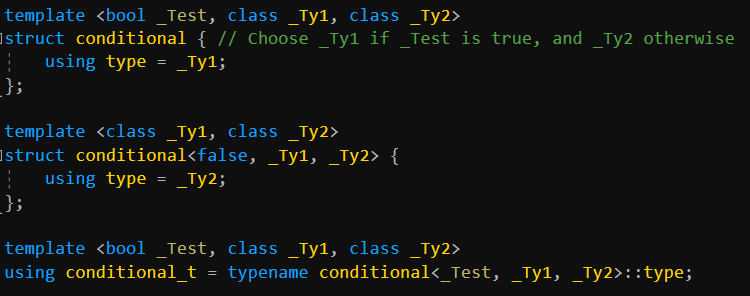 template <bool _Test, class _Ty1, class _Ty2>
struct conditional { // Choose _Ty1 if _Test is true, and _Ty2 otherwise
    using type = _Ty1;
};

template <class _Ty1, class _Ty2>
struct conditional<false, _Ty1, _Ty2> {
    using type = _Ty2;
};

template <bool _Test, class _Ty1, class _Ty2>
using conditional_t = typename conditional<_Test, _Ty1, _Ty2>::type;